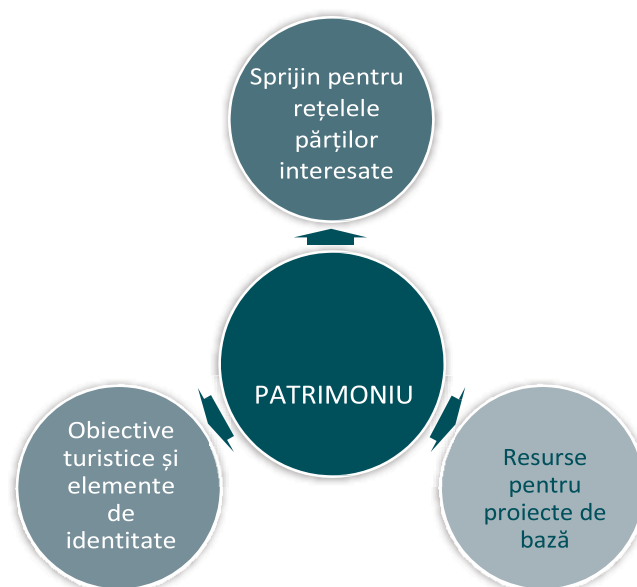 Sprijin pentru
rețelele
părților
interesate
PATRIMONIU
Obiective
turistice și
elemente
de
identitate
Resurse
pentru
proiecte de
bază